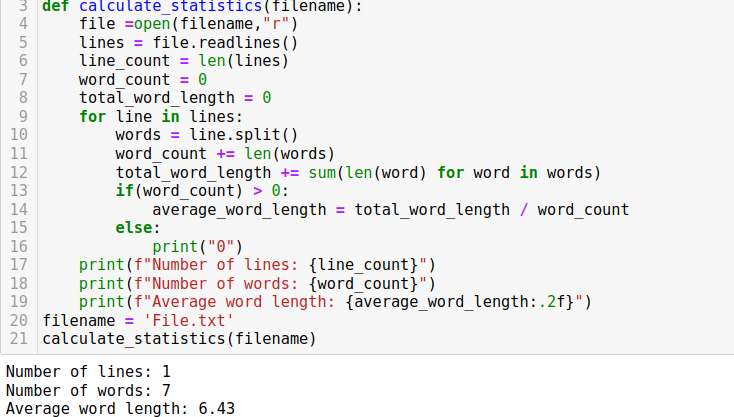 3 def calculate_statistics(filename):
4     file =open(filename,"r")
5     lines = file.readlines()
6     line_count = len(lines)
7     word_count = 0
8     total_word_length = 0
9     for line in lines:
10         words = line.split()
11         word_count += len(words)
12         total_word_length += sum(len(word) for word in words)
13         if(word_count) > 0:
14             average_word_length = total_word_length / word_count
15         else:
16             print("0")
17     print(f"Number of lines: {line_count}")
18     print(f"Number of words: {word_count}")
19     print(f"Average word length: {average_word_length:.2f}")
20 filename = 'File.txt'
21 calculate_statistics(filename)
Number of lines: 1
Number of words: 7
Average word length: 6.43